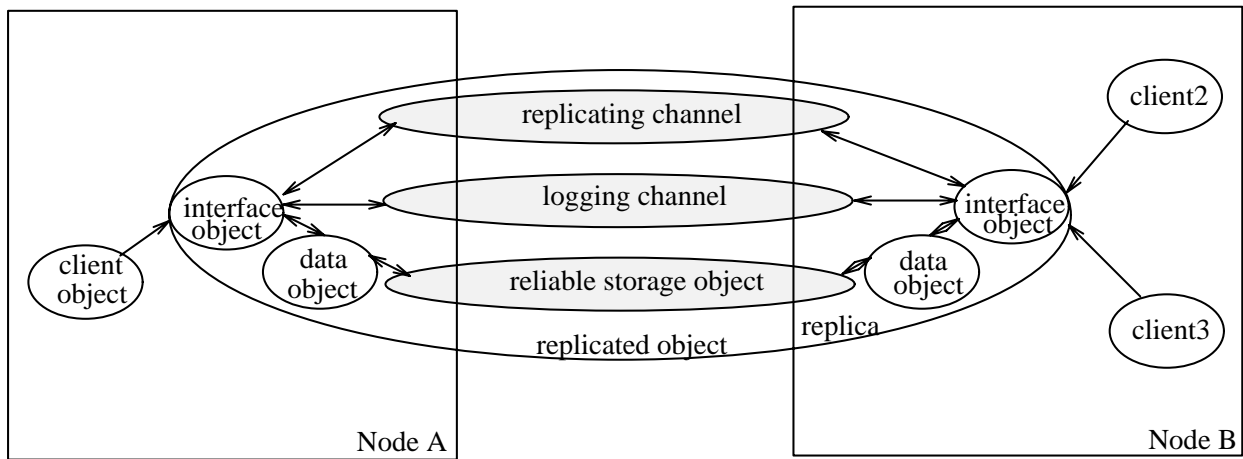 replicating channel
client2
logging channel
interface
object
interface
object
client
object
data
object
reliable storage object
data
object
replica
client3
replicated object
Node A
Node B